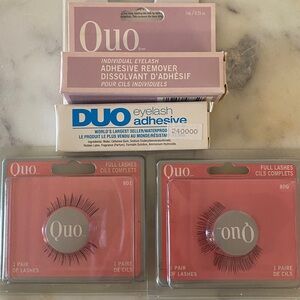 Quo
INDIVIDUAL EYELASH
ADHESIVE REMOVER
DISSOLVANT D'ADHÉSIF
POUR CILS INDIVIDUELS
DUO eyelash
adhesive
WORLD'S LARGEST SELLER/WATERPROOF
LE PRODUIT LE PLUS VENDU AU MONDE/RÉSISTE
240000
Quo
FULL LASHES
CILS COMPLETS
Quo
1 PAIR
OF LASHES
1 PAIRE
DE CILS
Quo
FULL LASHES
CILS COMPLETS
Quo
1 PAIR
OF LASHES
1 PAIRE
DE CILS